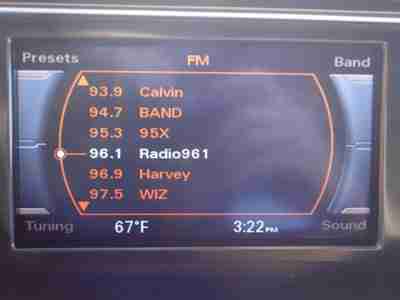 Presets FM Band
93.9 Calvin
94.7 BAND
95.3 95X
96.1 Radio961
96.9 Harvey
97.5 WIZ
Tuning 67°F 3:22PM Sound